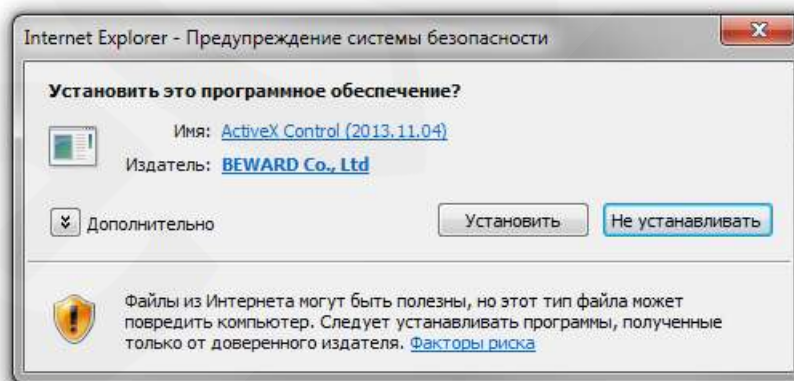 Internet Explorer - Предупреждение системы безопасности
Установить это программное обеспечение?
Имя: ActiveX Control (2013.11.04)
Издатель: BEWARD Co., Ltd
Дополнительно
Установить
Не устанавливать
Файлы из Интернета могут быть полезны, но этот тип файла может
повредить компьютер. Следует устанавливать программы, полученные
только от доверенного издателя. Факторы риска